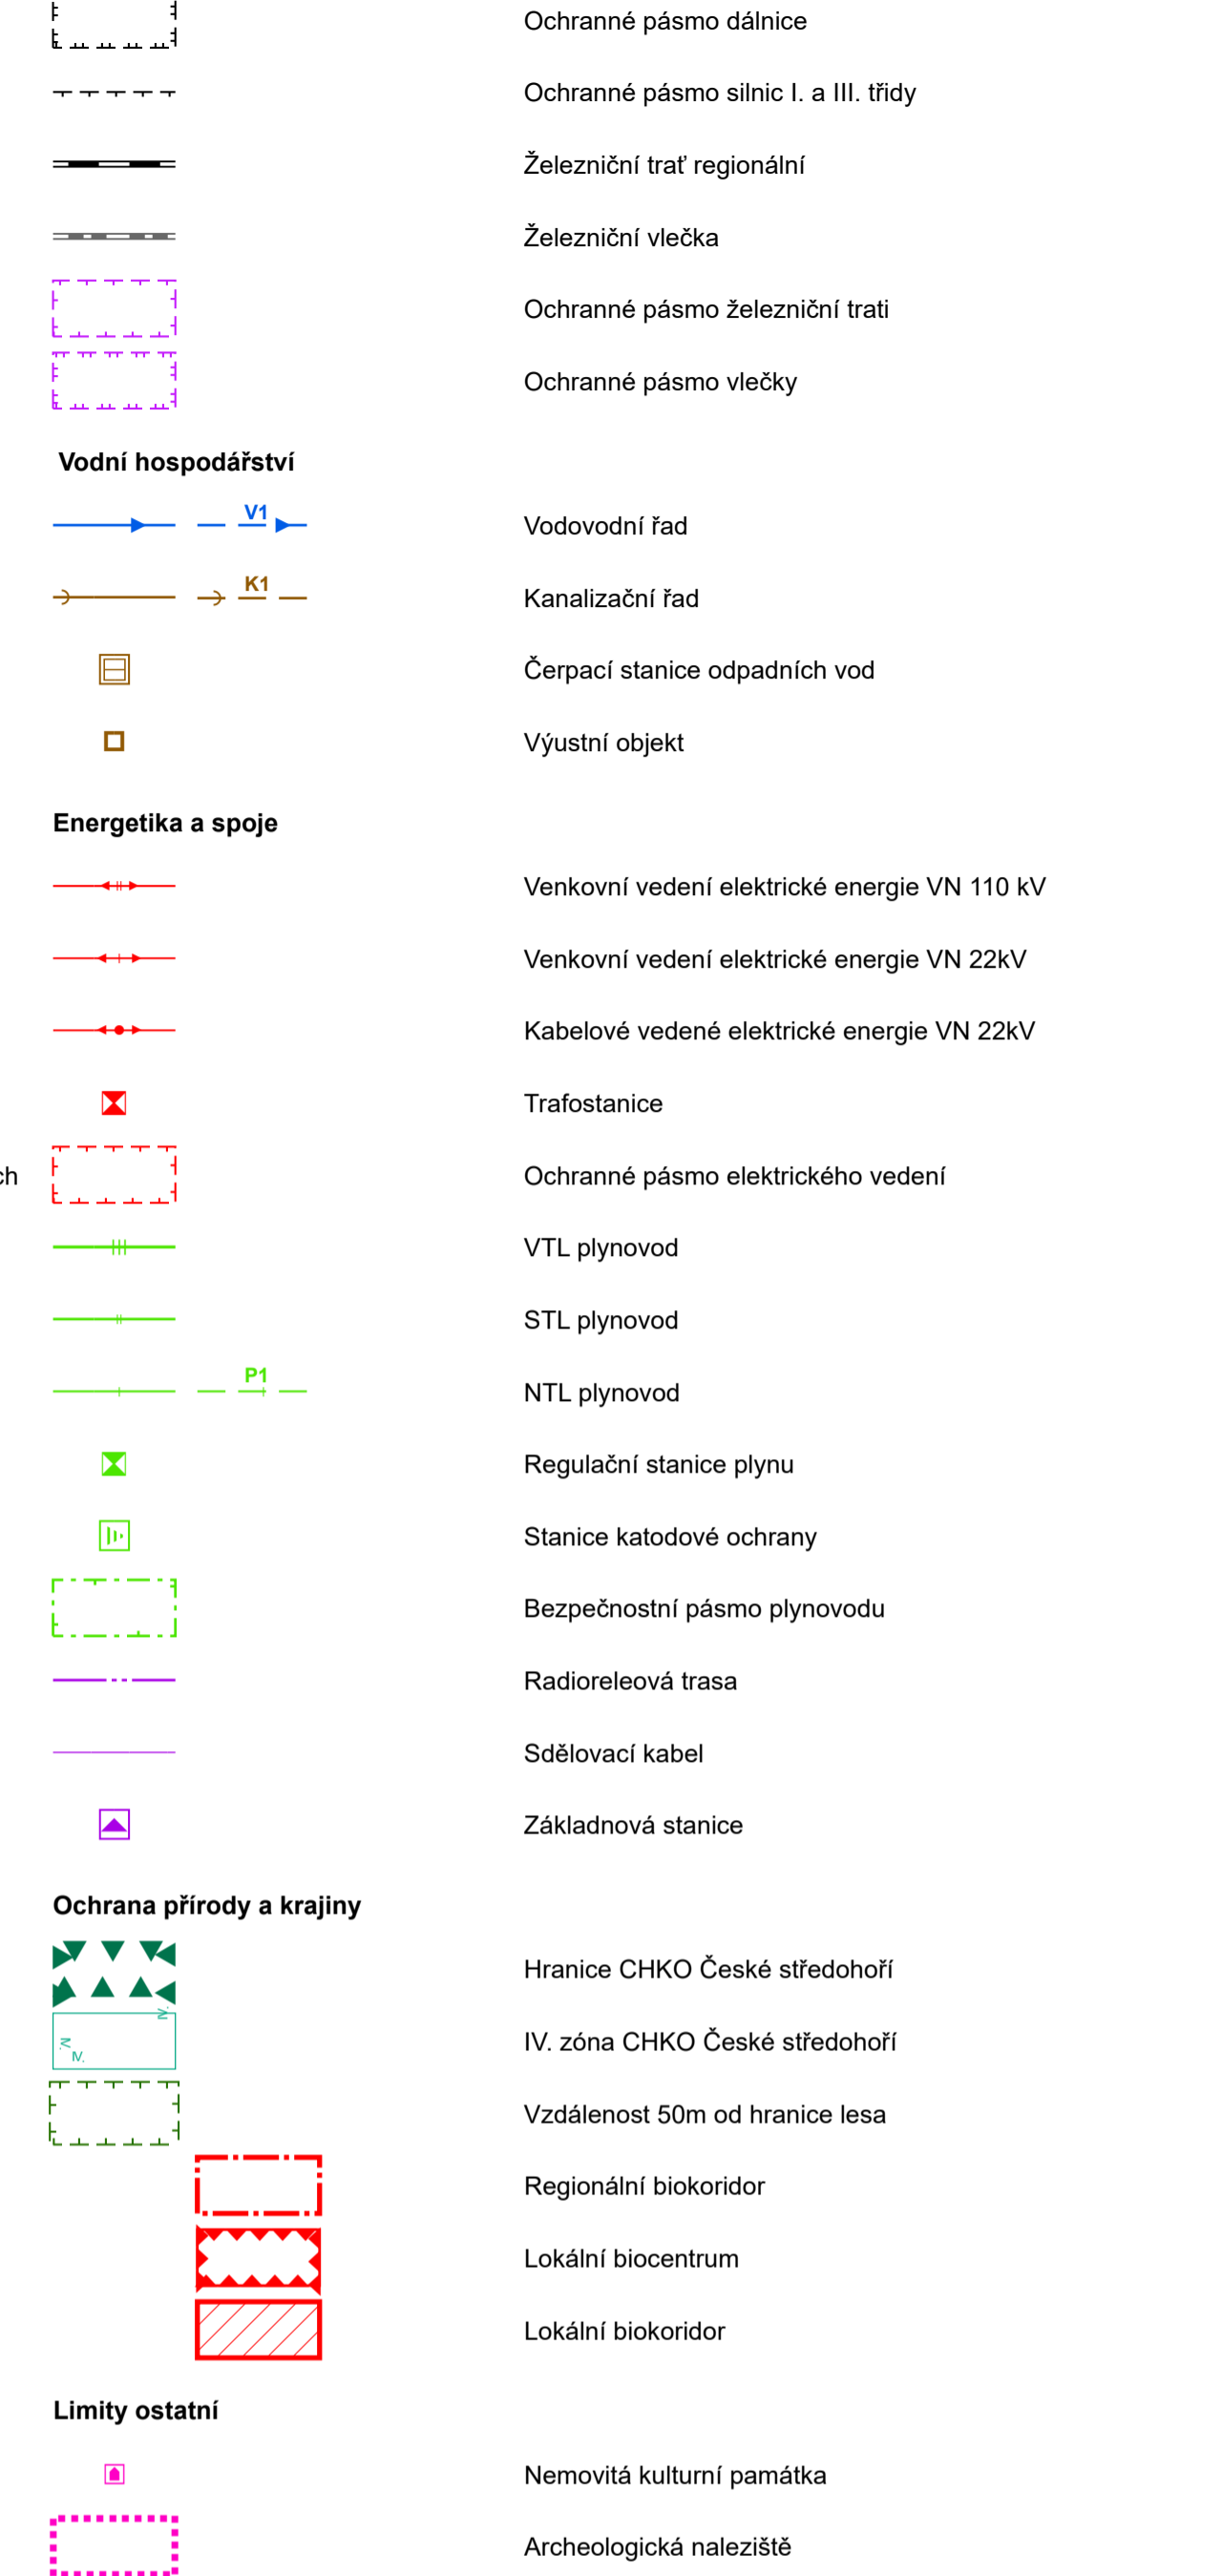 Ochranné pásmo dálnice
Ochranné pásmo silnic I. a III. třidy
Železniční trať regionální
Železniční vlečka
Ochranné pásmo železniční trati
Ochranné pásmo vlečky
Vodní hospodářství
V1 Vodovodní řad
K1 Kanalizační řad
Čerpací stanice odpadních vod
Výustní objekt
Energetika a spoje
Venkovní vedení elektrické energie VN 110 kV
Venkovní vedení elektrické energie VN 22kV
Kabelové vedené elektrické energie VN 22kV
Trafostanice
ch Ochranné pásmo elektrického vedení
VTL plynovod
STL plynovod
P1 NTL plynovod
Regulační stanice plynu
Stanice katodové ochrany
Bezpečnostní pásmo plynovodu
Radioreleová trasa
Sdělovací kabel
Základnová stanice
Ochrana přírody a krajiny
Hranice CHKO České středohoří
IV. IV. IV. IV. zóna CHKO České středohoří
Vzdálenost 50m od hranice lesa
Regionální biokoridor
Lokální biocentrum
Lokální biokoridor
Limity ostatní
Nemovitá kulturní památka
Archeologická naleziště